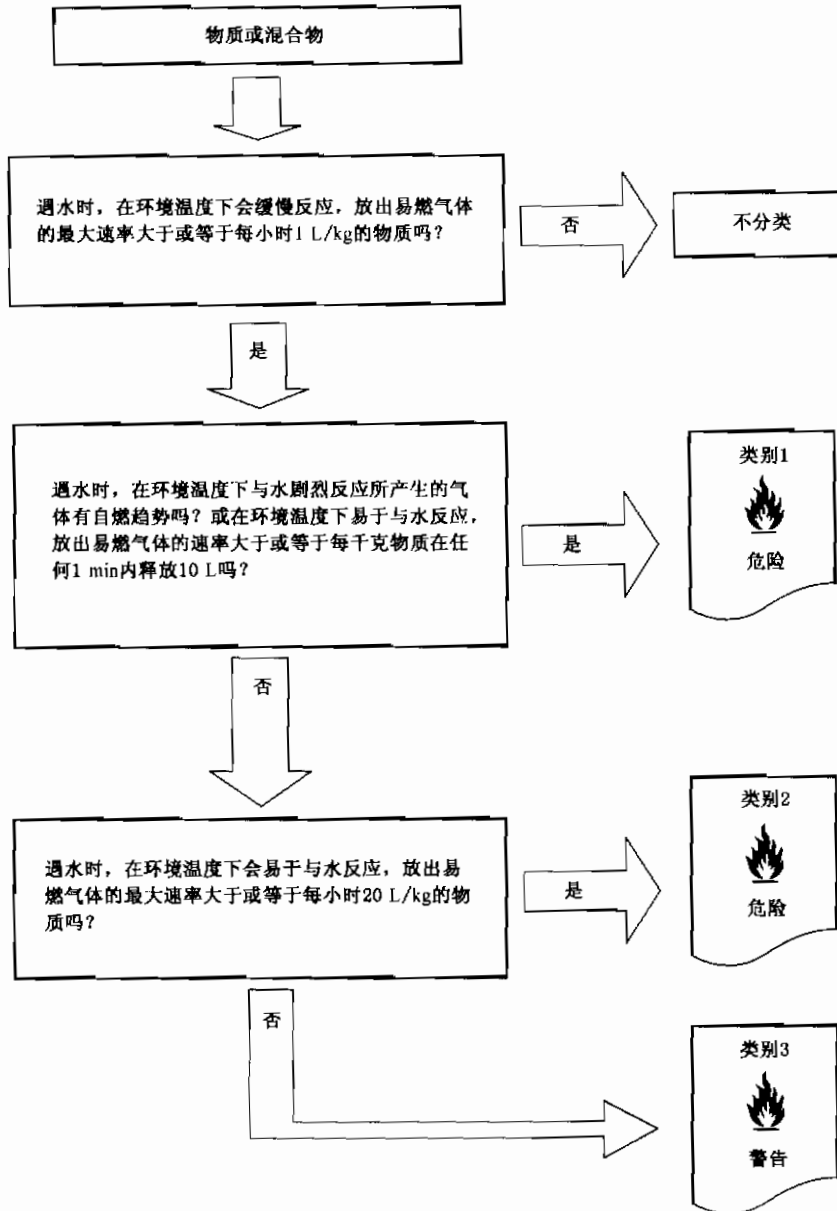 物质或混合物
遇水时，在环境温度下会缓慢反应，放出易燃气体
的最大速率大于或等于每小时1 L/kg的物质吗？
否
不分类
是
遇水时，在环境温度下与水剧烈反应所产生的气
体有自燃趋势吗？或在环境温度下易于与水反应，
放出易燃气体的速率大于或等于每千克物质在任
何1 min内释放10 L吗？
是
类别1
危险
否
遇水时，在环境温度下会易于与水反应，放出易
燃气体的最大速率大于或等于每小时20 L/kg的物
质吗？
是
类别2
危险
否
类别3
警告